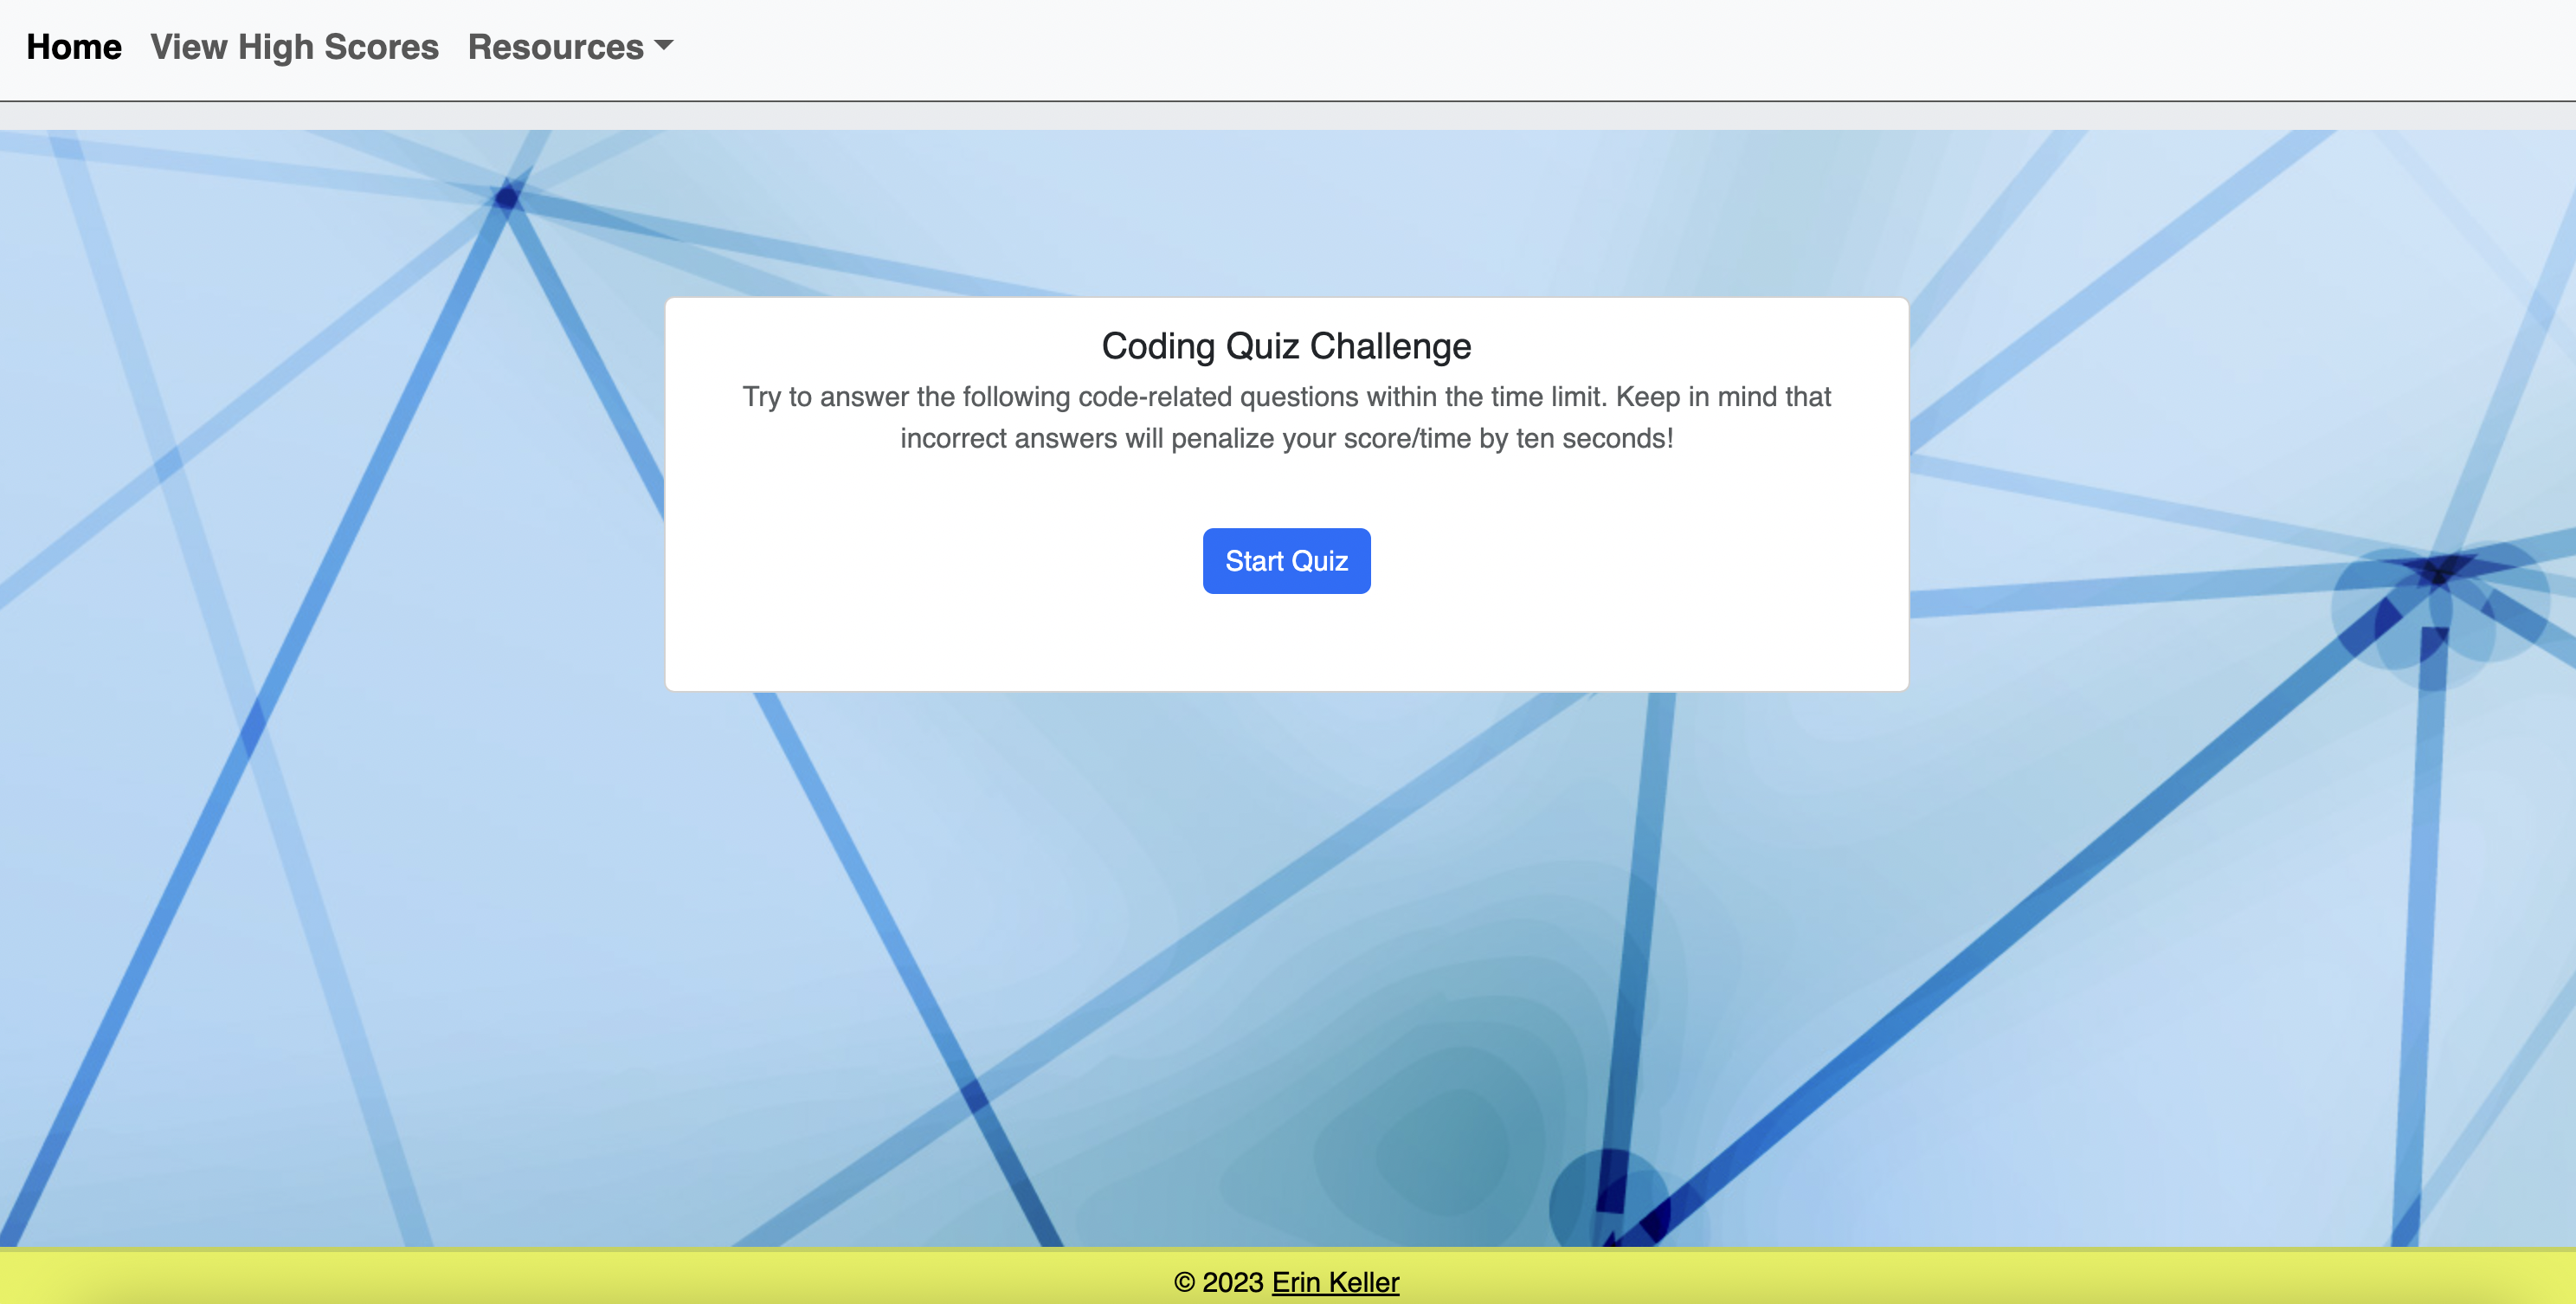 Home View High Scores Resources
Coding Quiz Challenge
Try to answer the following code-related questions within the time limit. Keep in mind that
incorrect answers will penalize your score/time by ten seconds!
Start Quiz
© 2023 Erin Keller